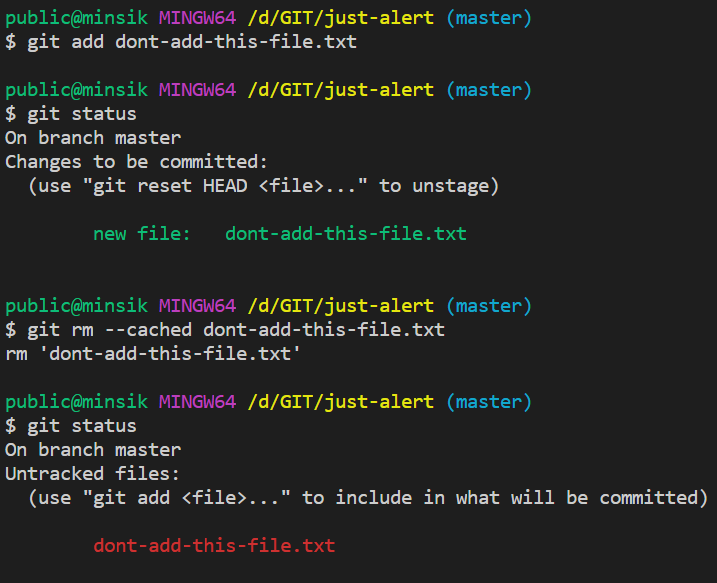 public@minsik MINGW64 /d/GIT/just-alert (master)
$ git add dont-add-this-file.txt
public@minsik MINGW64 /d/GIT/just-alert (master)
$ git status
On branch master
Changes to be committed:
  (use "git reset HEAD <file>..." to unstage)
        new file:   dont-add-this-file.txt
public@minsik MINGW64 /d/GIT/just-alert (master)
$ git rm --cached dont-add-this-file.txt
rm 'dont-add-this-file.txt'
public@minsik MINGW64 /d/GIT/just-alert (master)
$ git status
On branch master
Untracked files:
  (use "git add <file>..." to include in what will be committed)
        dont-add-this-file.txt